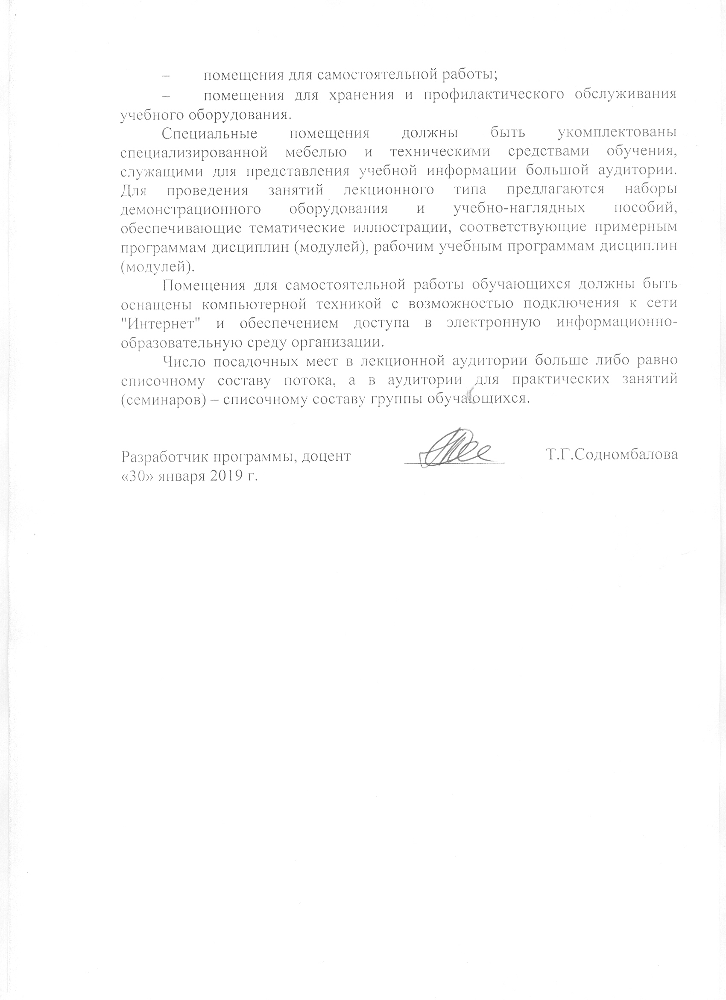 – помещения для самостоятельной работы;
– помещения для хранения и профилактического обслуживания
учебного оборудования.
Специальные помещения должны быть укомплектованы
специализированной мебелью и техническими средствами обучения,
служащими для представления учебной информации большой аудитории.
Для проведения занятий лекционного типа предлагаются наборы
демонстрационного оборудования и учебно-наглядных пособий,
обеспечивающие тематические иллюстрации, соответствующие примерным
программам дисциплин (модулей), рабочим учебным программам дисциплин
(модулей).
Помещения для самостоятельной работы обучающихся должны быть
оснащены компьютерной техникой с возможностью подключения к сети
"Интернет" и обеспечением доступа в электронную информационно-
образовательную среду организации.
Число посадочных мест в лекционной аудитории больше либо равно
списочному составу потока, а в аудитории для практических занятий
(семинаров) – списочному составу группы обучающихся.
Разработчик программы, доцент Т.Г.Содномбалова
«30» января 2019 г.